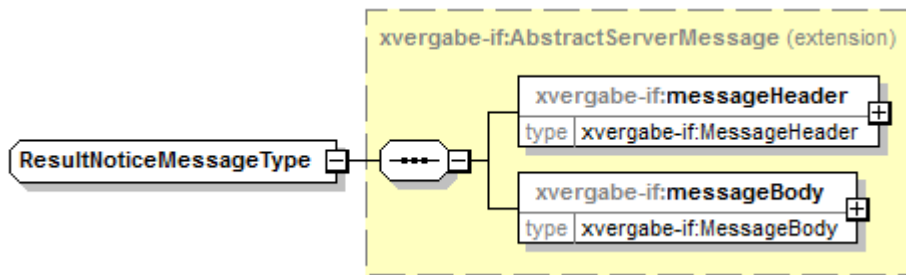 xvergabe-if:AbstractServerMessage (extension)
xvergabe-if:messageHeader
type xvergabe-if:MessageHeader
ResultNoticeMessageType
xvergabe-if:messageBody
type xvergabe-if:MessageBody